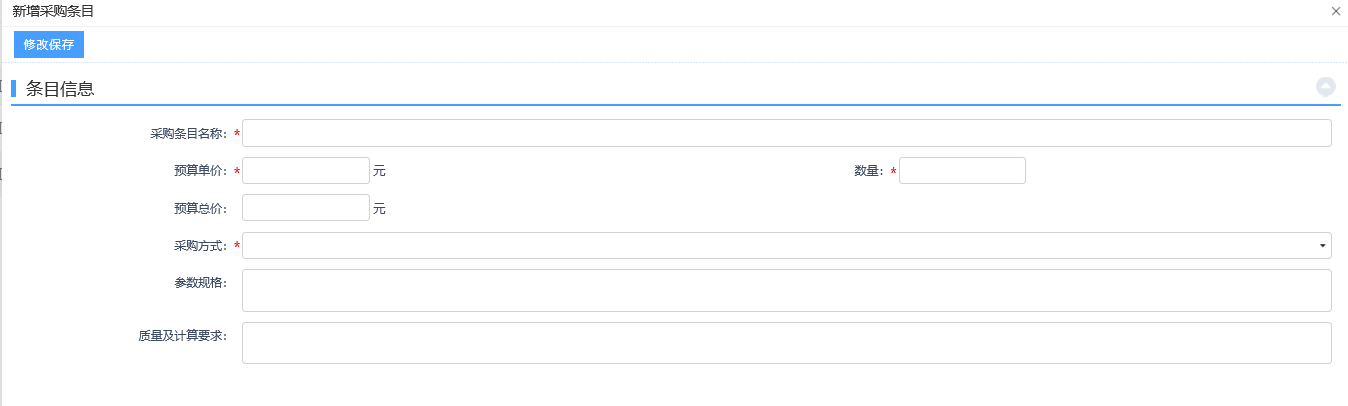 新增采购条目
修改保存
条目信息
采购条目名称: *
预算单价: * 元 数量: *
预算总价: 元
采购方式: *
参数规格:
质量及计算要求: